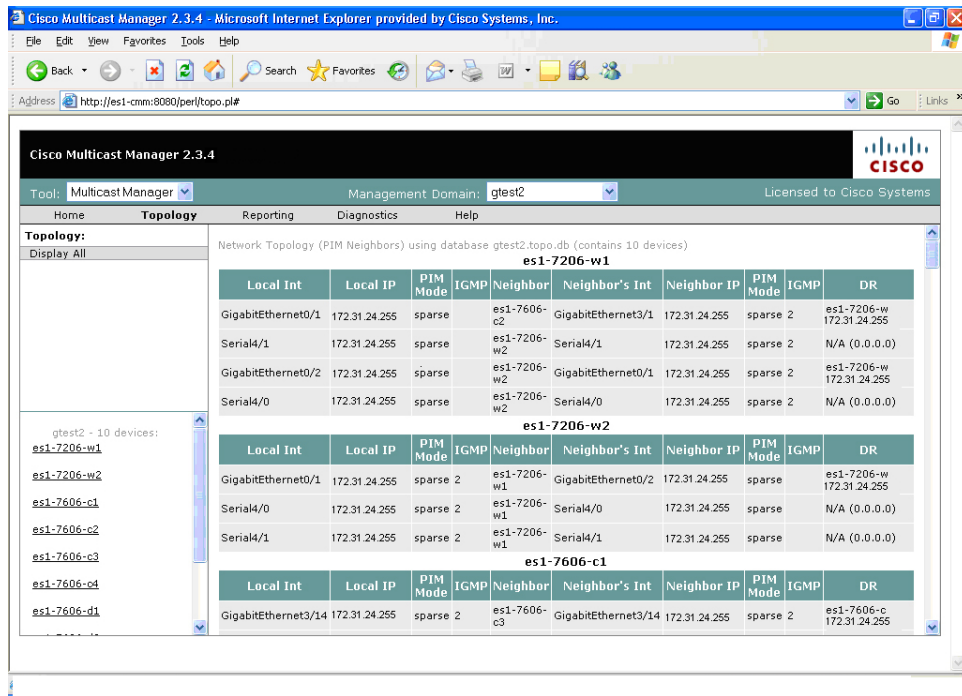 Cisco Multicast Manager 2.3.4 - Microsoft Internet Explorer provided by Cisco Systems, Inc.
File Edit View Favorites Tools Help
Back Search Favorites
Address http://es1-cmm:8080/perl/topo.pl# Go Links
Cisco Multicast Manager 2.3.4
CISCO
Tool: Multicast Manager Management Domain: gtest2 Licensed to Cisco Systems
Home Topology Reporting Diagnostics Help
Topology:
Display All
gtest2 - 10 devices:
es1-7206-w1
es1-7206-w2
es1-7606-c1
es1-7606-c2
es1-7606-c3
es1-7606-c4
es1-7606-d1
Network Topology (PIM Neighbors) using database gtest2.topo.db (contains 10 devices)
es1-7206-w1
Local Int Local IP PIM Mode IGMP Neighbor Neighbor's Int Neighbor IP PIM Mode IGMP DR
GigabitEthernet0/1 172.31.24.255 sparse es1-7606-c2 GigabitEthernet3/1 172.31.24.255 sparse 2 es1-7206-w 172.31.24.255
Serial4/1 172.31.24.255 sparse es1-7206-w2 Serial4/1 172.31.24.255 sparse 2 N/A (0.0.0.0)
GigabitEthernet0/2 172.31.24.255 sparse es1-7206-w2 GigabitEthernet0/1 172.31.24.255 sparse 2 es1-7206-w 172.31.24.255
Serial4/0 172.31.24.255 sparse es1-7206-w2 Serial4/0 172.31.24.255 sparse 2 N/A (0.0.0.0)
es1-7206-w2
Local Int Local IP PIM Mode IGMP Neighbor Neighbor's Int Neighbor IP PIM Mode IGMP DR
GigabitEthernet0/1 172.31.24.255 sparse 2 es1-7206-w1 GigabitEthernet0/2 172.31.24.255 sparse es1-7206-w 172.31.24.255
Serial4/0 172.31.24.255 sparse 2 es1-7206-w1 Serial4/0 172.31.24.255 sparse N/A (0.0.0.0)
Serial4/1 172.31.24.255 sparse 2 es1-7206-w1 Serial4/1 172.31.24.255 sparse N/A (0.0.0.0)
es1-7606-c1
Local Int Local IP PIM Mode IGMP Neighbor Neighbor's Int Neighbor IP PIM Mode IGMP DR
GigabitEthernet3/14 172.31.24.255 sparse 2 es1-7606-c3 GigabitEthernet3/14 172.31.24.255 sparse 2 es1-7606-c 172.31.24.255